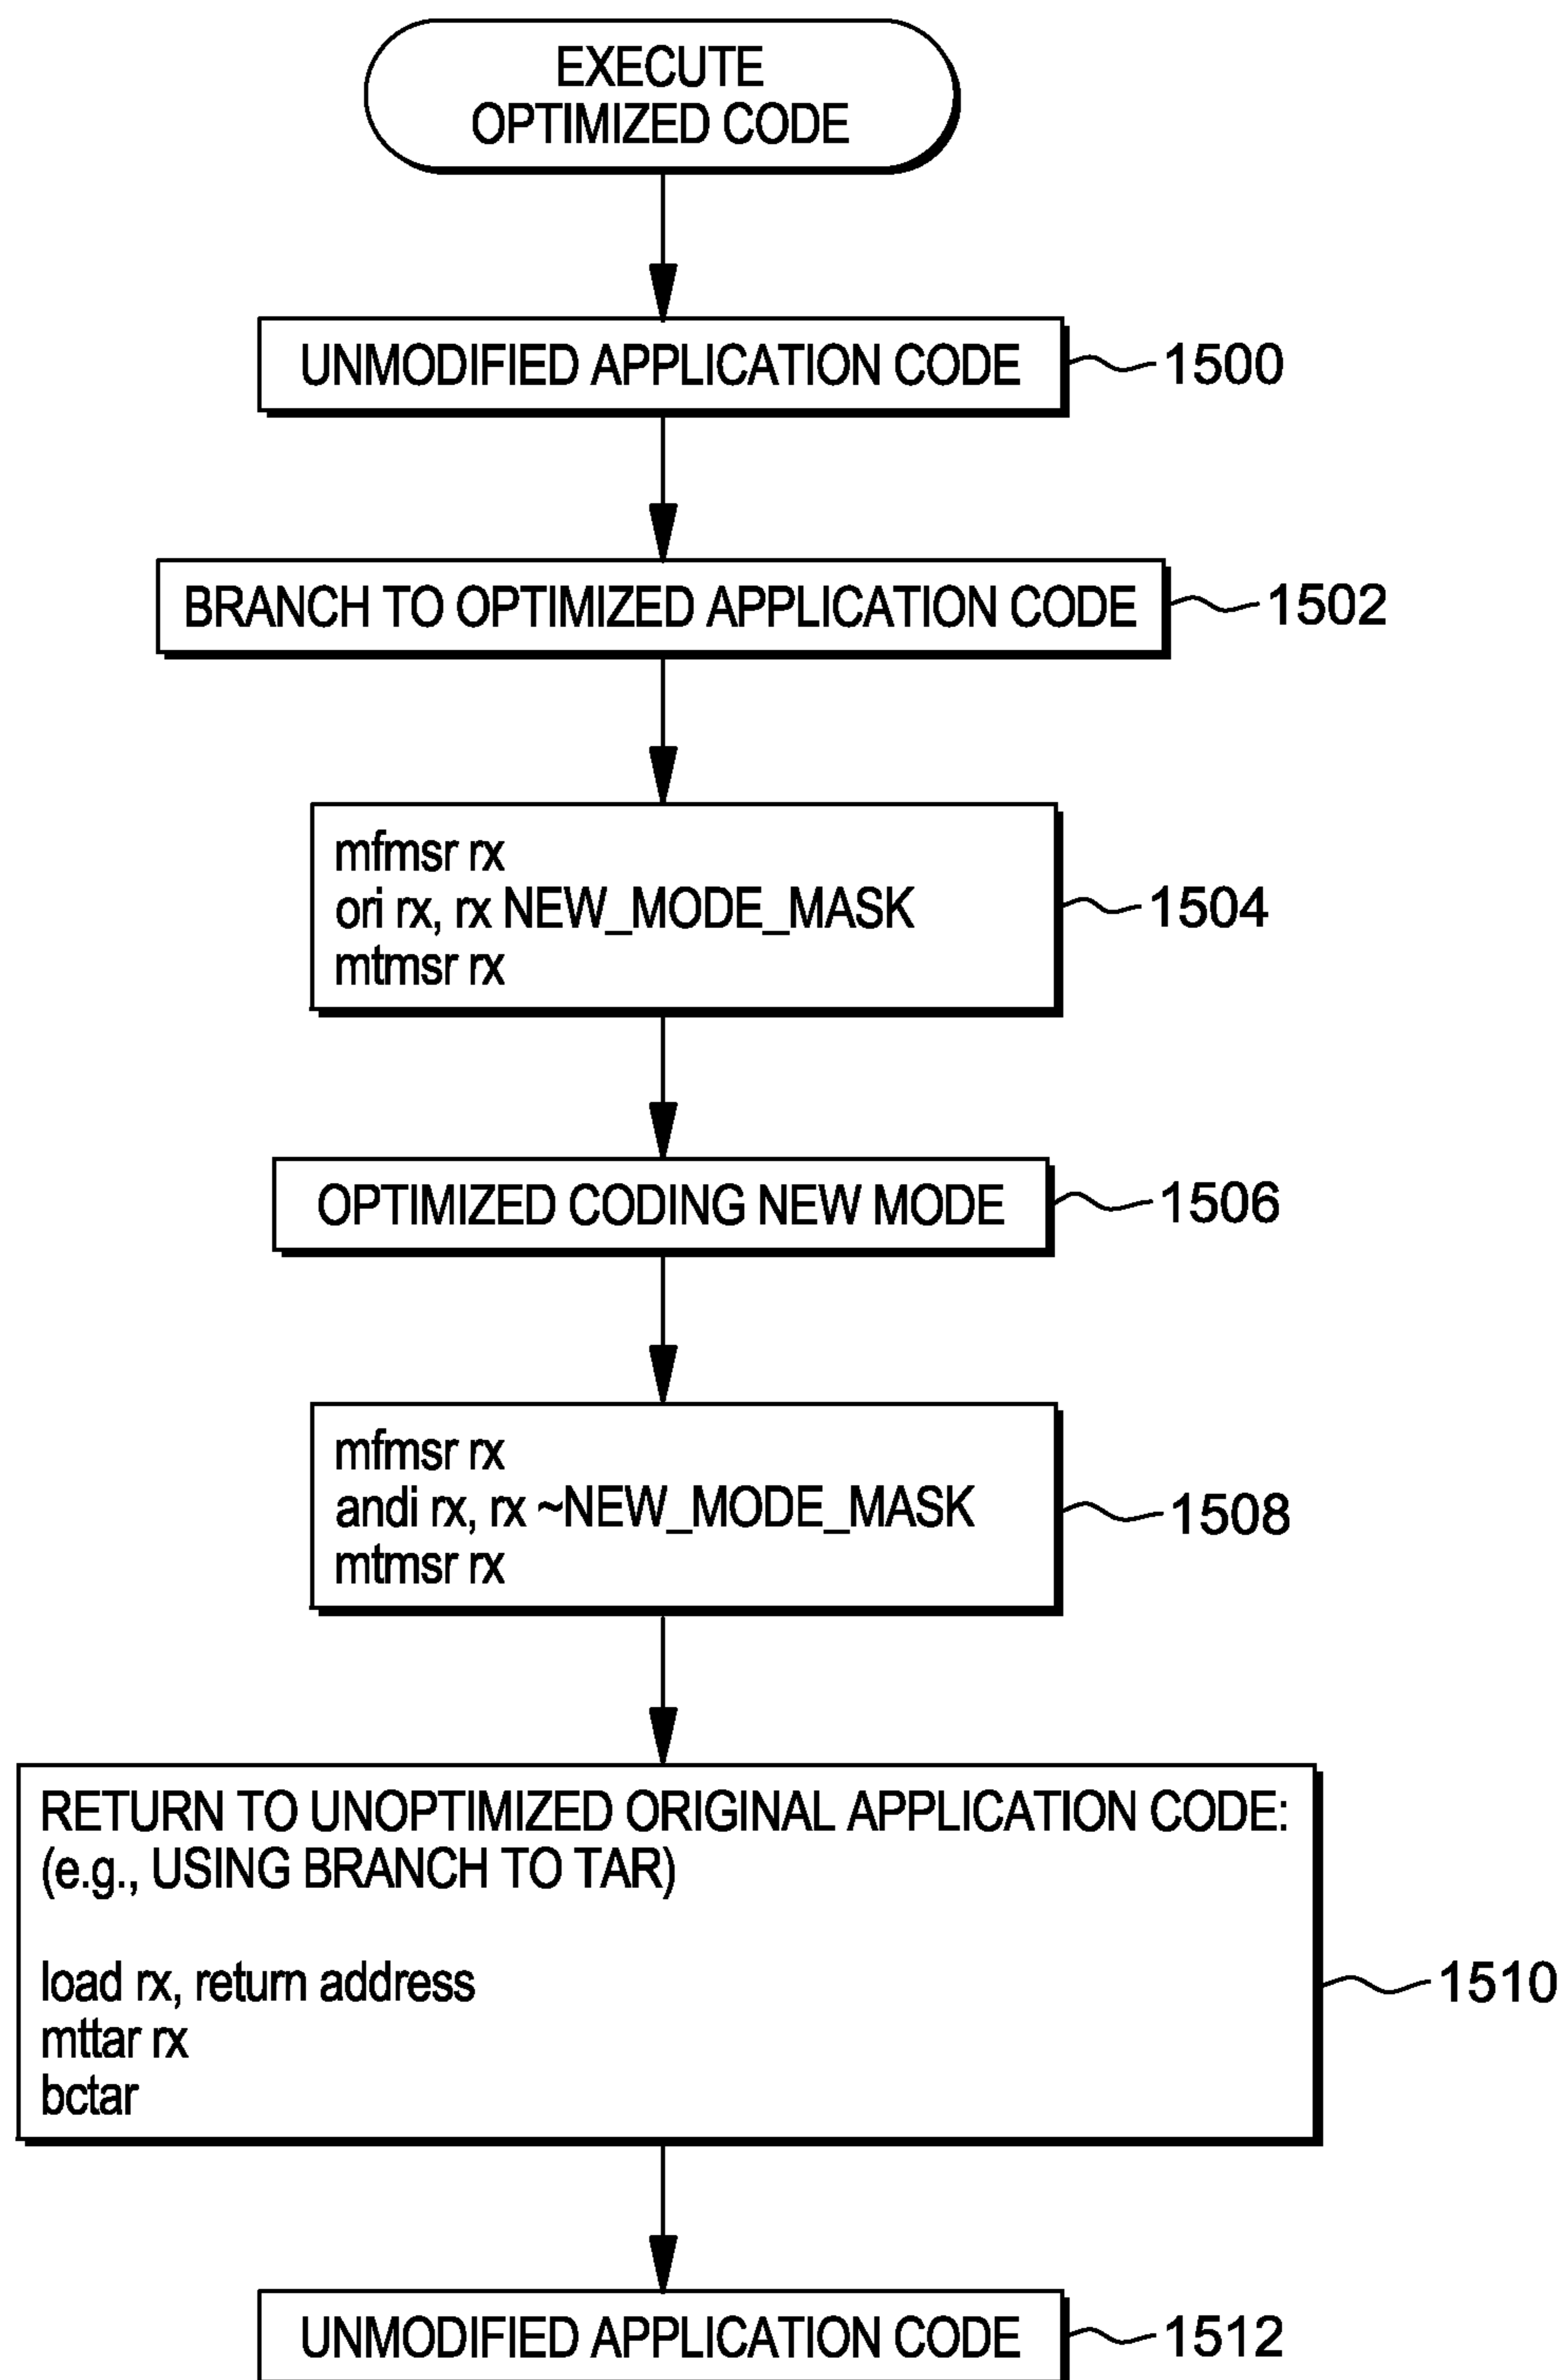 EXECUTE
OPTIMIZED CODE
UNMODIFIED APPLICATION CODE
1500
BRANCH TO OPTIMIZED APPLICATION CODE
1502
mfmsr rx
ori rx, rx NEW_MODE_MASK
mtmsr rx
1504
OPTIMIZED CODING NEW MODE
1506
mfmsr rx
andi rx, rx ~NEW_MODE_MASK
mtmsr rx
1508
RETURN TO UNOPTIMIZED ORIGINAL APPLICATION CODE:
(e.g., USING BRANCH TO TAR)
load rx, return address
mttar rx
bctar
1510
UNMODIFIED APPLICATION CODE
1512